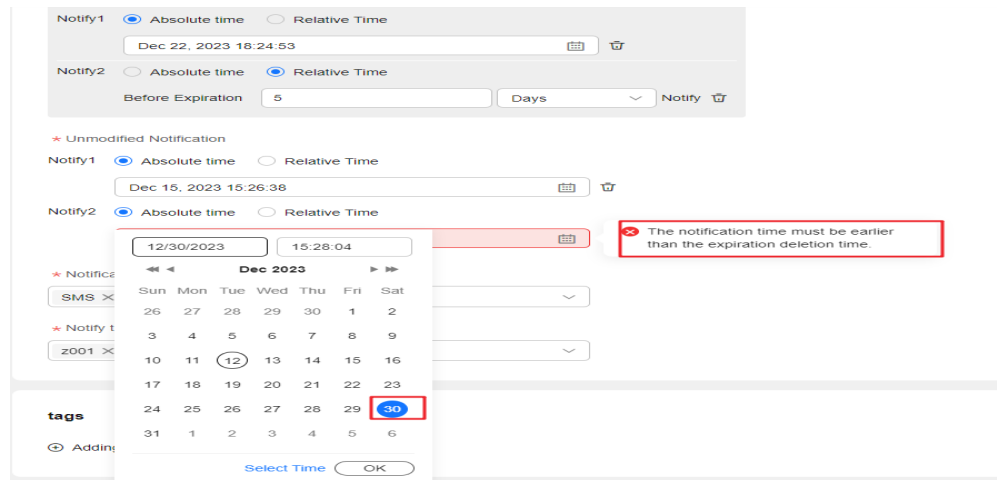 Notify1 Absolute time Relative Time
Dec 22, 2023 18:24:53
Notify2 Absolute time Relative Time
Before Expiration 5 Days Notify
* Unmodified Notification
Notify1 Absolute time Relative Time
Dec 15, 2023 15:26:38
Notify2 Absolute time Relative Time
The notification time must be earlier
than the expiration deletion time.
12/30/2023 15:28:04
Dec 2023
Sun Mon Tue Wed Thu Fri Sat
26 27 28 29 30 1 2
3 4 5 6 7 8 9
10 11 12 13 14 15 16
17 18 19 20 21 22 23
24 25 26 27 28 29 30
31 1 2 3 4 5 6
Select Time OK
* Notifica
SMS
* Notify t
z001
tags
Adding